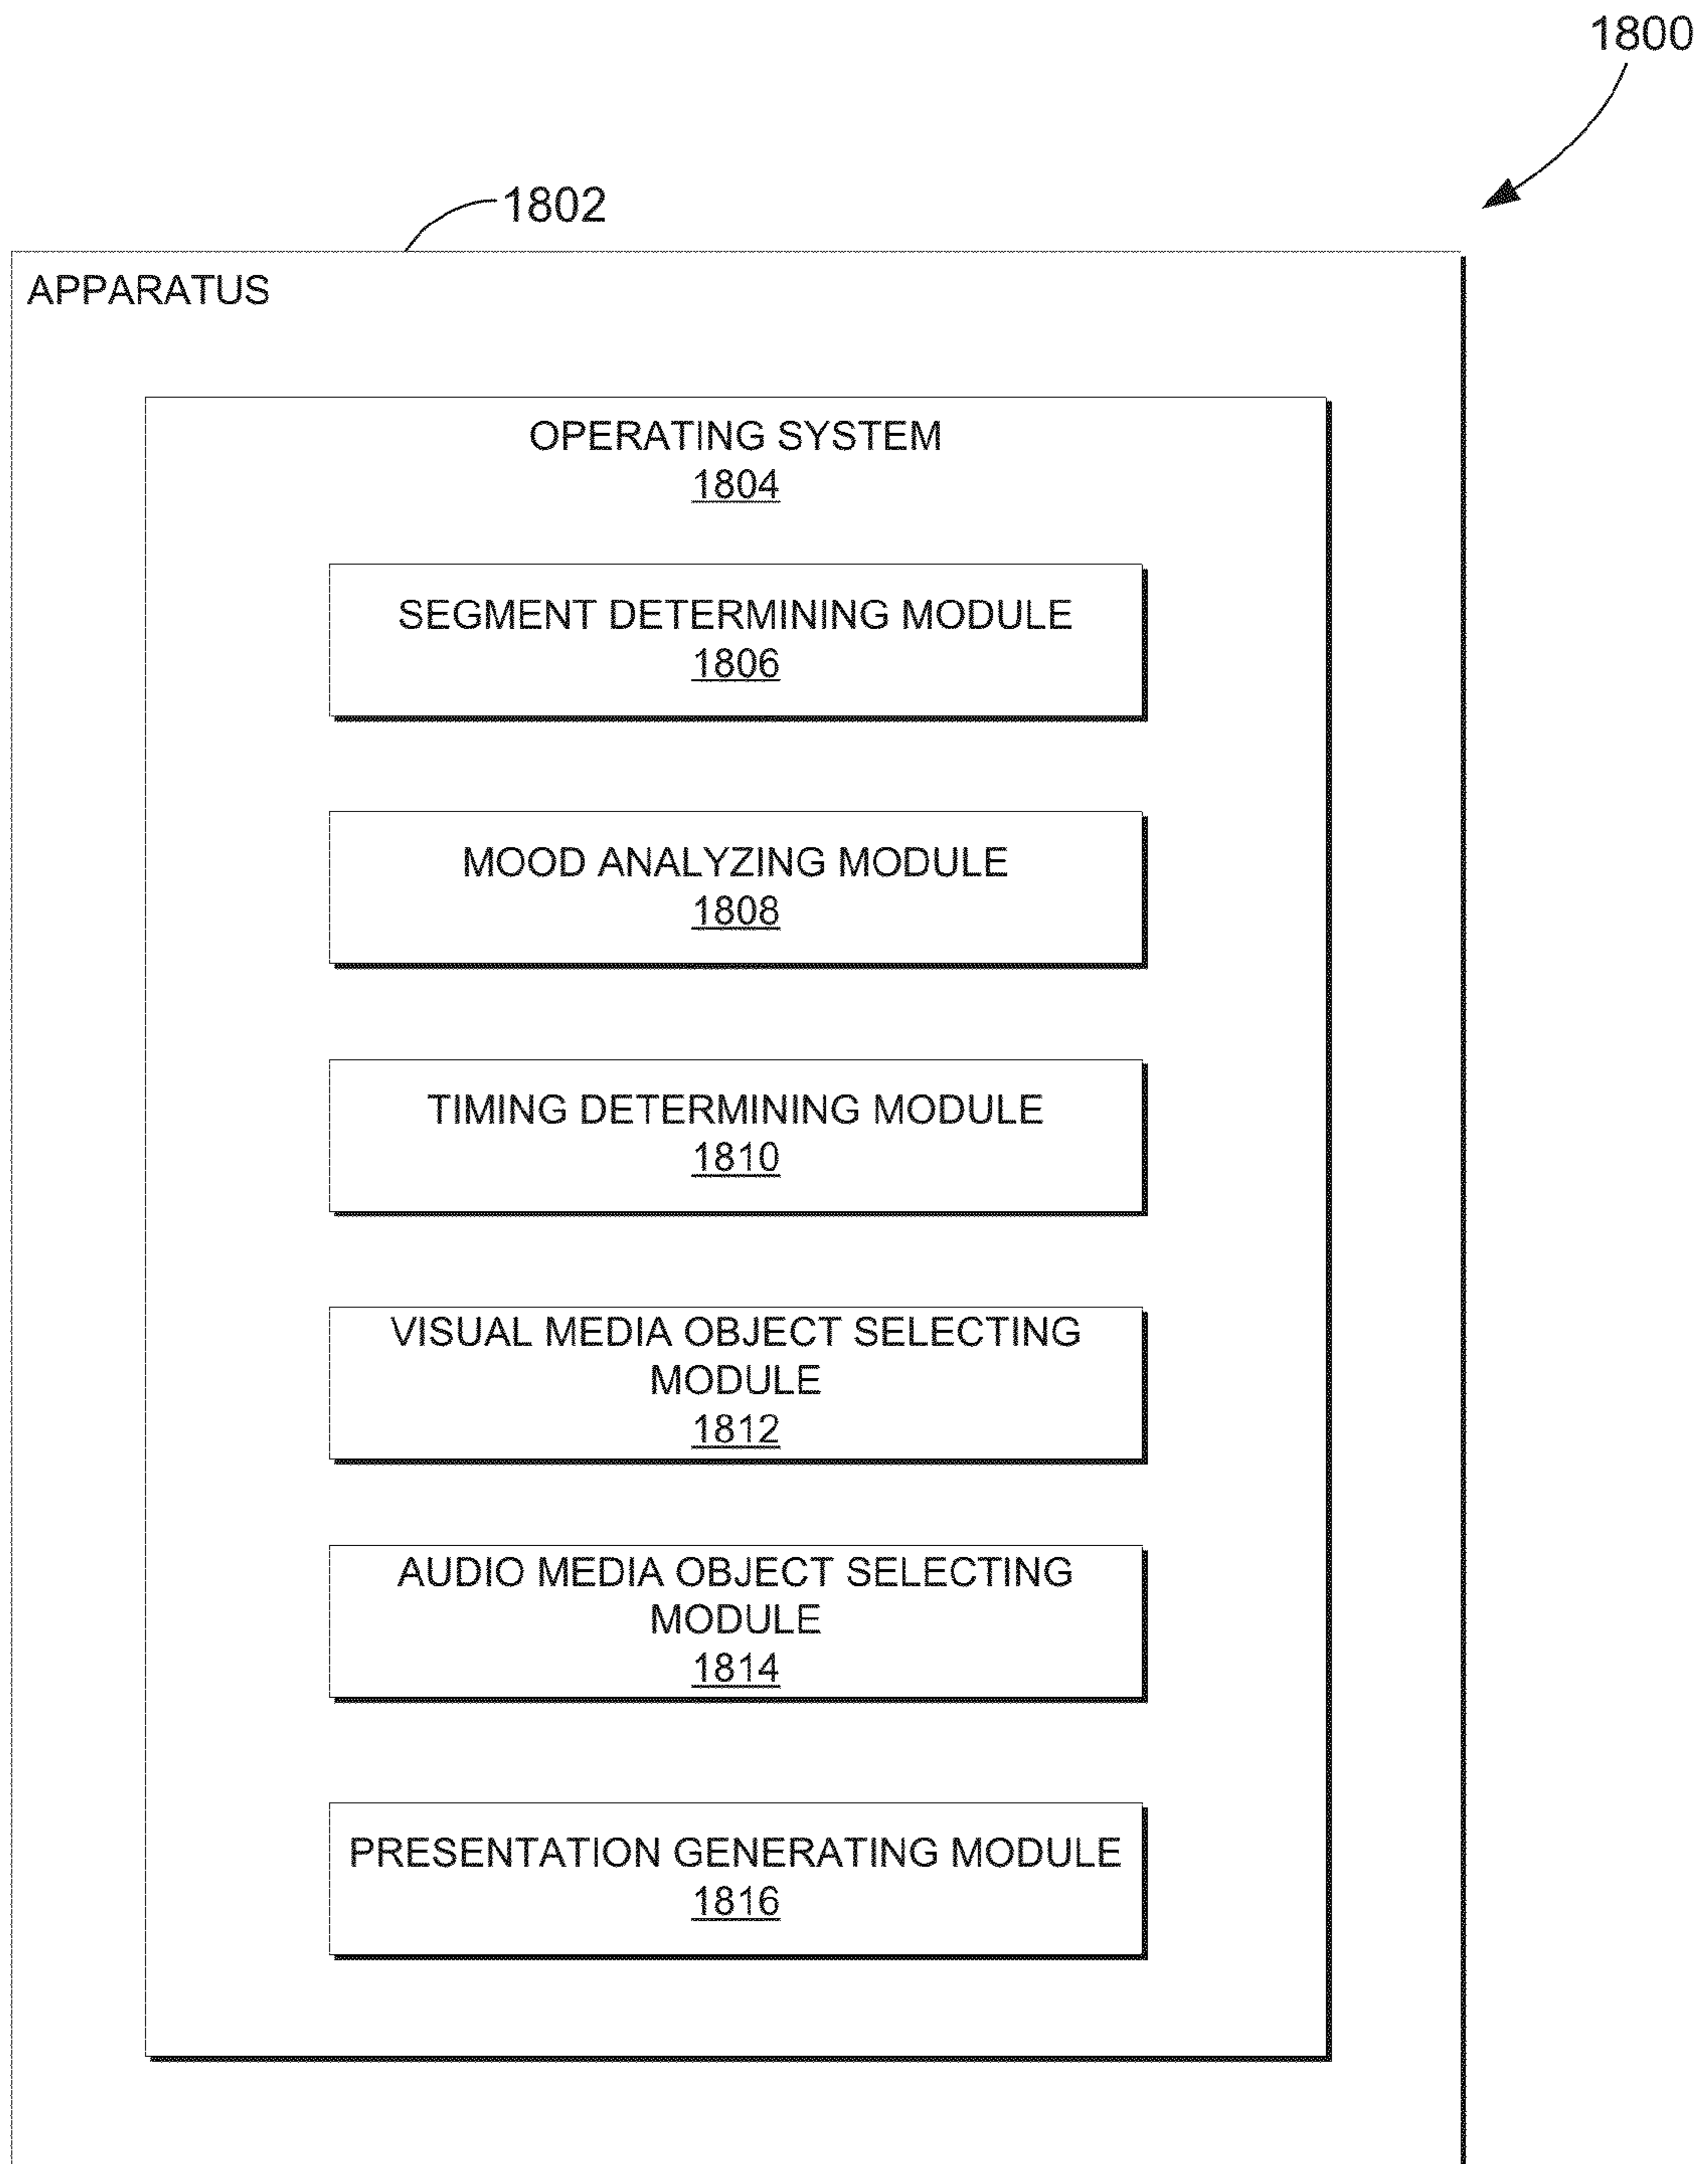 1800
1802
APPARATUS
OPERATING SYSTEM
1804
SEGMENT DETERMINING MODULE
1806
MOOD ANALYZING MODULE
1808
TIMING DETERMINING MODULE
1810
VISUAL MEDIA OBJECT SELECTING
MODULE
1812
AUDIO MEDIA OBJECT SELECTING
MODULE
1814
PRESENTATION GENERATING MODULE
1816